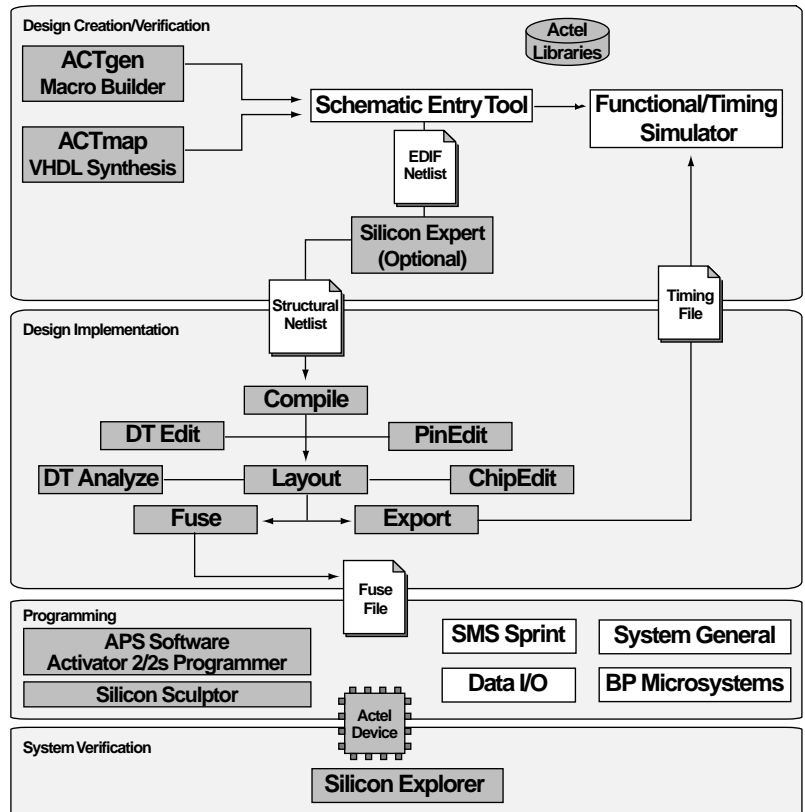 Design Creation/Verification
ACTgen
Macro Builder
Actel
Libraries
Schematic Entry Tool
Functional/Timing
Simulator
ACTmap
VHDL Synthesis
EDIF
Netlist
Silicon Expert
(Optional)
Structural
Netlist
Timing
File
Design Implementation
Compile
DT Edit
PinEdit
DT Analyze
Layout
ChipEdit
Fuse
Export
Fuse
File
Programming
APS Software
Activator 2/2s Programmer
Silicon Sculptor
SMS Sprint
System General
Data I/O
BP Microsystems
Actel
Device
System Verification
Silicon Explorer